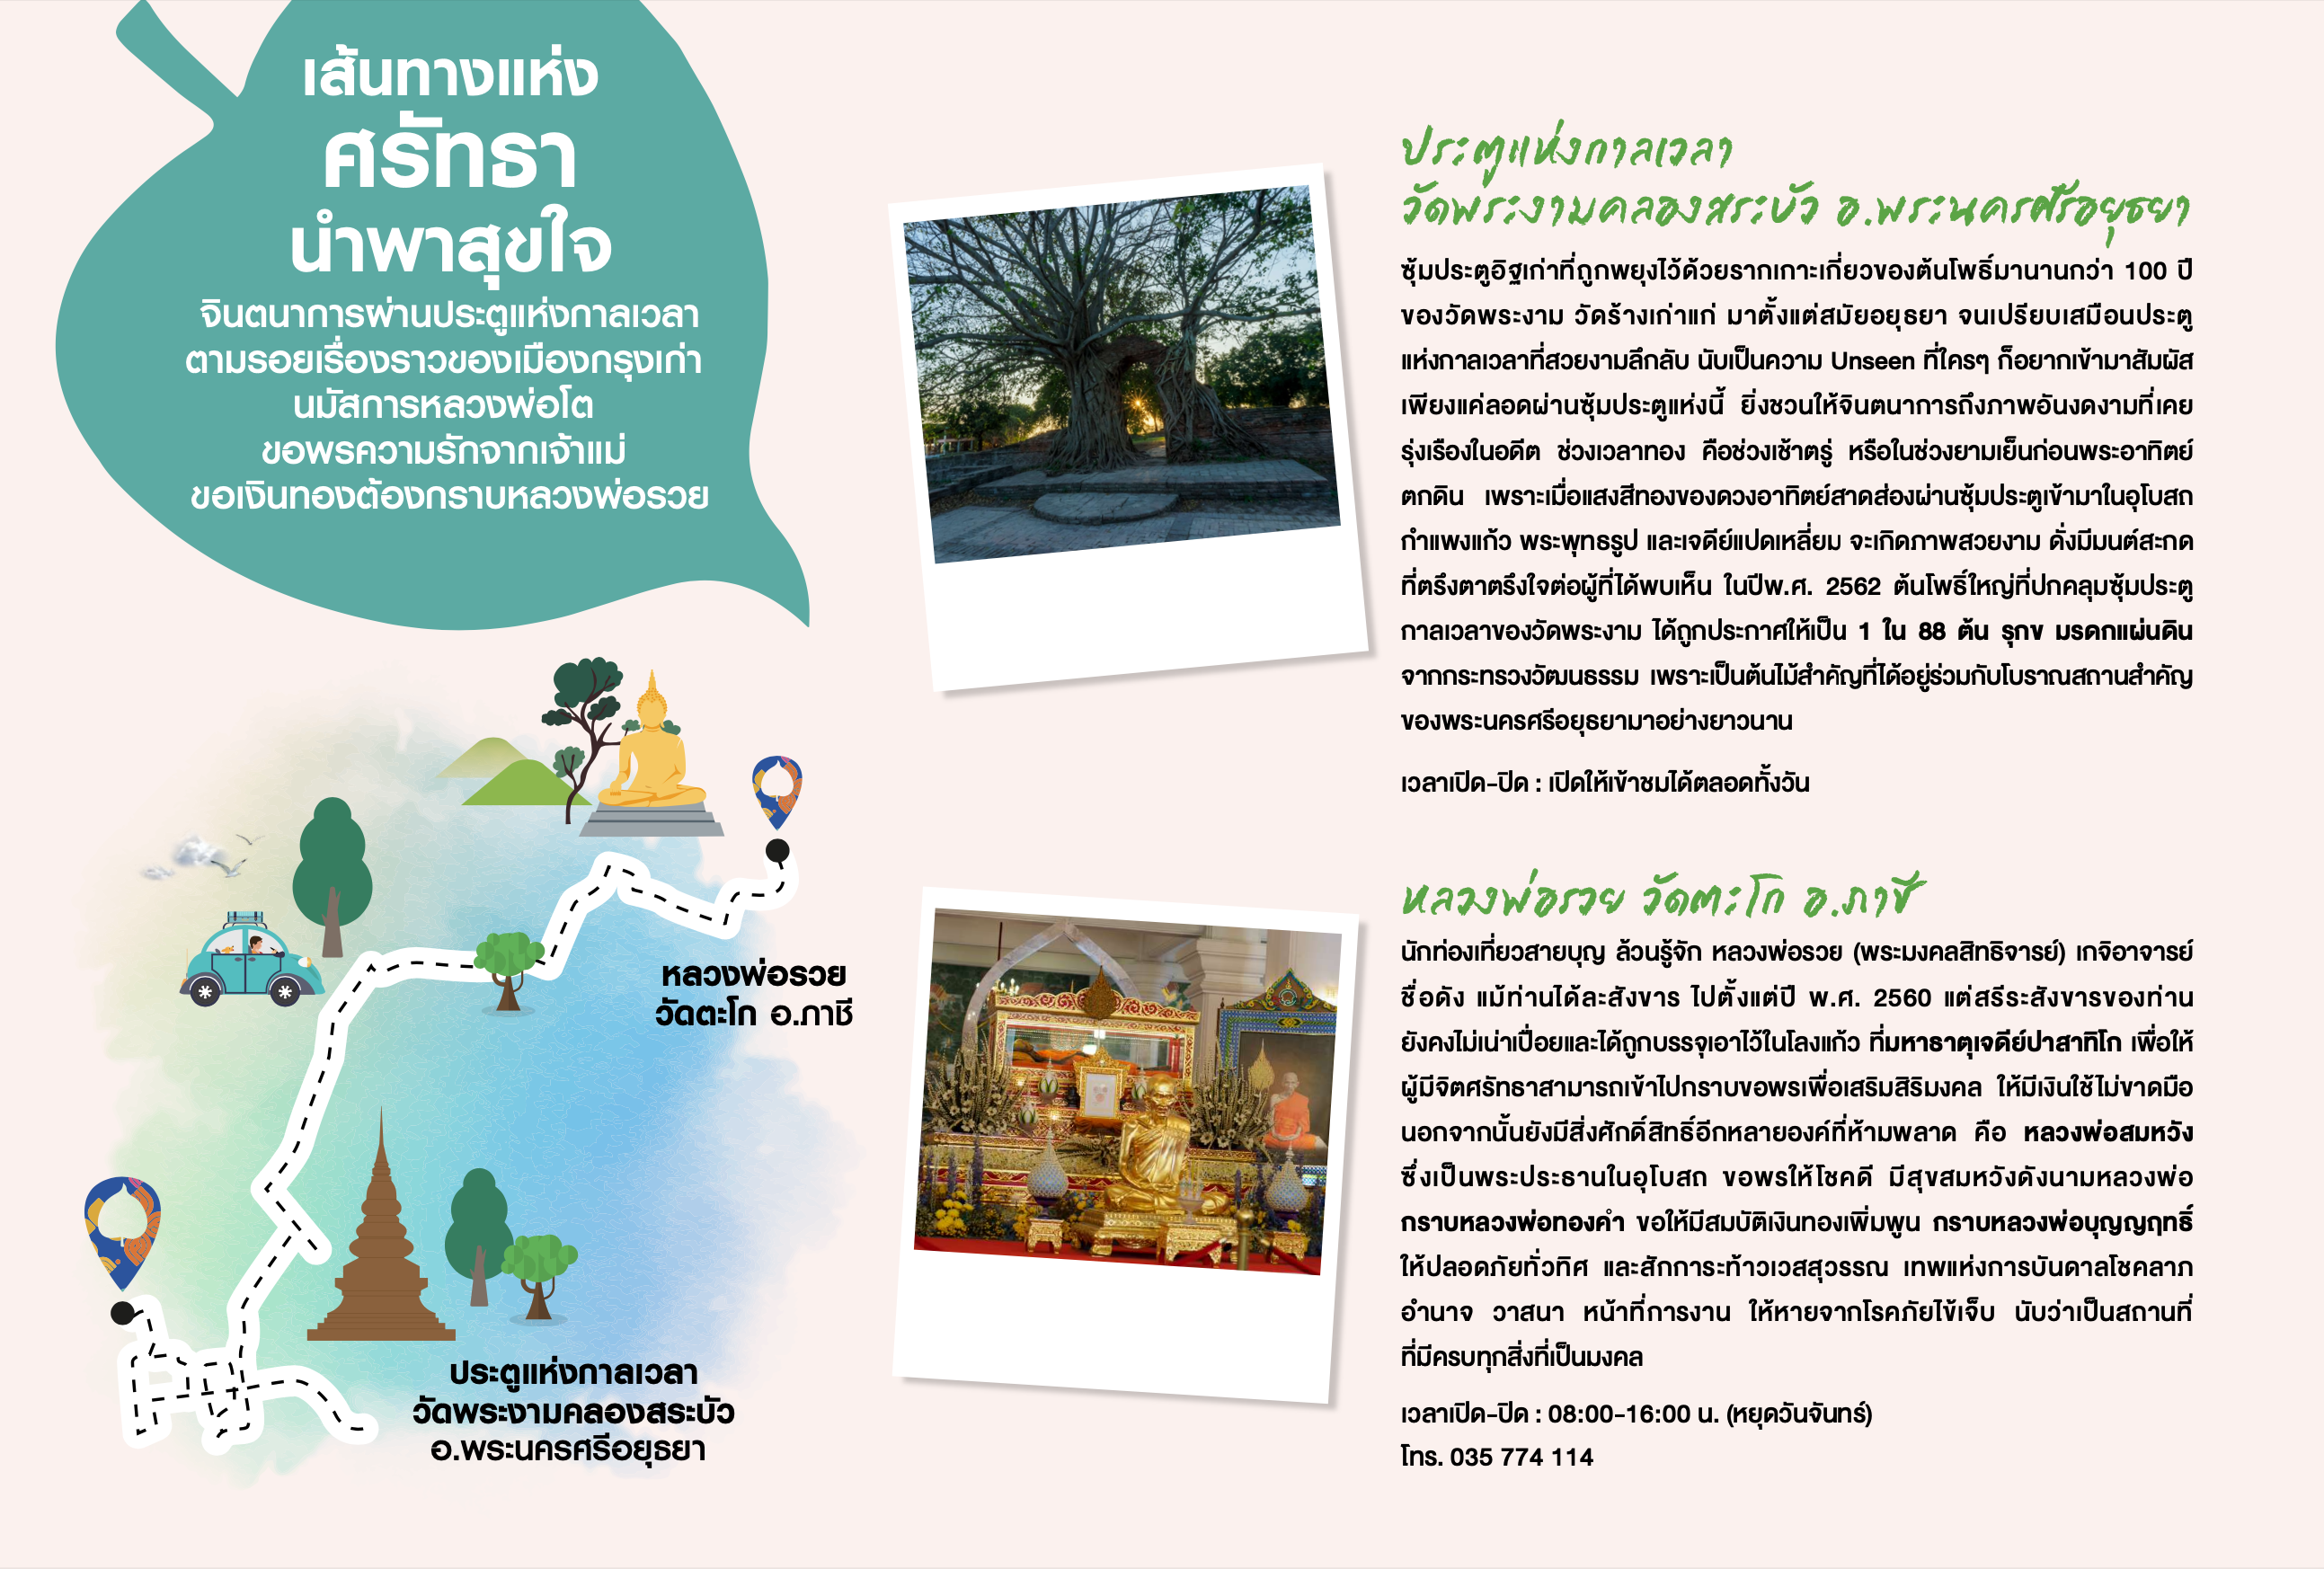 เส้นทางแห่ง
ศรัทธา
นำพาสุขใจ
จินตนาการผ่านประตูแห่งกาลเวลา
ตามรอยเรื่องราวของเมืองกรุงเก่า
นมัสการหลวงพ่อโต
ขอพรความรักจากเจ้าแม่
ขอเงินทองต้องกราบหลวงพ่อรวย
หลวงพ่อรวย
วัดตะโก อ.ภาชี
ประตูแห่งกาลเวลา
วัดพระงามคลองสระบัว
อ.พระนครศรีอยุธยา
ประตูแห่งกาลเวลา
วัดพระงามคลองสระบัว อ.พระนครศรีอยุธยา
ซุ้มประตูอิฐเก่าที่ถูกพยุงไว้ด้วยรากเกาะเกี่ยวของต้นโพธิ์มานานกว่า 100 ปี
ของวัดพระงาม วัดร้างเก่าแก่ มาตั้งแต่สมัยอยุธยา จนเปรียบเสมือนประตู
แห่งกาลเวลาที่สวยงามลึกลับ นับเป็นความ Unseen ที่ใครๆ ก็อยากเข้ามาสัมผัส
เพียงแค่ลอดผ่านซุ้มประตูแห่งนี้ ยิ่งชวนให้จินตนาการถึงภาพอันงดงามที่เคย
รุ่งเรืองในอดีต ช่วงเวลาทอง คือช่วงเช้าตรู่ หรือในช่วงยามเย็นก่อนพระอาทิตย์
ตกดิน เพราะเมื่อแสงสีทองของดวงอาทิตย์สาดส่องผ่านซุ้มประตูเข้ามาในอุโบสถ
กำแพงแก้ว พระพุทธรูป และเจดีย์แปดเหลี่ยม จะเกิดภาพสวยงาม ดั่งมีมนต์สะกด
ที่ตรึงตาตรึงใจต่อผู้ที่ได้พบเห็น ในปีพ.ศ. 2562 ต้นโพธิ์ใหญ่ที่ปกคลุมซุ้มประตู
กาลเวลาของวัดพระงาม ได้ถูกประกาศให้เป็น 1 ใน 88 ต้น รุกข มรดกแผ่นดิน
จากกระทรวงวัฒนธรรม เพราะเป็นต้นไม้สำคัญที่ได้อยู่ร่วมกับโบราณสถานสำคัญ
ของพระนครศรีอยุธยามาอย่างยาวนาน
เวลาเปิด-ปิด : เปิดให้เข้าชมได้ตลอดทั้งวัน
หลวงพ่อรวย วัดตะโก อ.ภาชี
นักท่องเที่ยวสายบุญ ล้วนรู้จัก หลวงพ่อรวย (พระมงคลสิทธิจารย์) เกจิอาจารย์
ชื่อดัง แม้ท่านได้ละสังขาร ไปตั้งแต่ปี พ.ศ. 2560 แต่สรีระสังขารของท่าน
ยังคงไม่เน่าเปื่อยและได้ถูกบรรจุเอาไว้ในโลงแก้ว ที่มหาธาตุเจดีย์ปาสาทิโก เพื่อให้
ผู้มีจิตศรัทธาสามารถเข้าไปกราบขอพรเพื่อเสริมสิริมงคล ให้มีเงินใช้ไม่ขาดมือ
นอกจากนั้นยังมีสิ่งศักดิ์สิทธิ์อีกหลายองค์ที่ห้ามพลาด คือ หลวงพ่อสมหวัง
ซึ่งเป็นพระประธานในอุโบสถ ขอพรให้โชคดี มีสุขสมหวังดังนามหลวงพ่อ
กราบหลวงพ่อทองคำ ขอให้มีสมบัติเงินทองเพิ่มพูน กราบหลวงพ่อบุญญฤทธิ์
ให้ปลอดภัยทั่วทิศ และสักการะท้าวเวสสุวรรณ เทพแห่งการบันดาลโชคลาภ
อำนาจ วาสนา หน้าที่การงาน ให้หายจากโรคภัยไข้เจ็บ นับว่าเป็นสถานที่
ที่มีครบทุกสิ่งที่เป็นมงคล
เวลาเปิด-ปิด : 08:00-16:00 น. (หยุดวันจันทร์)
โทร. 035 774 114